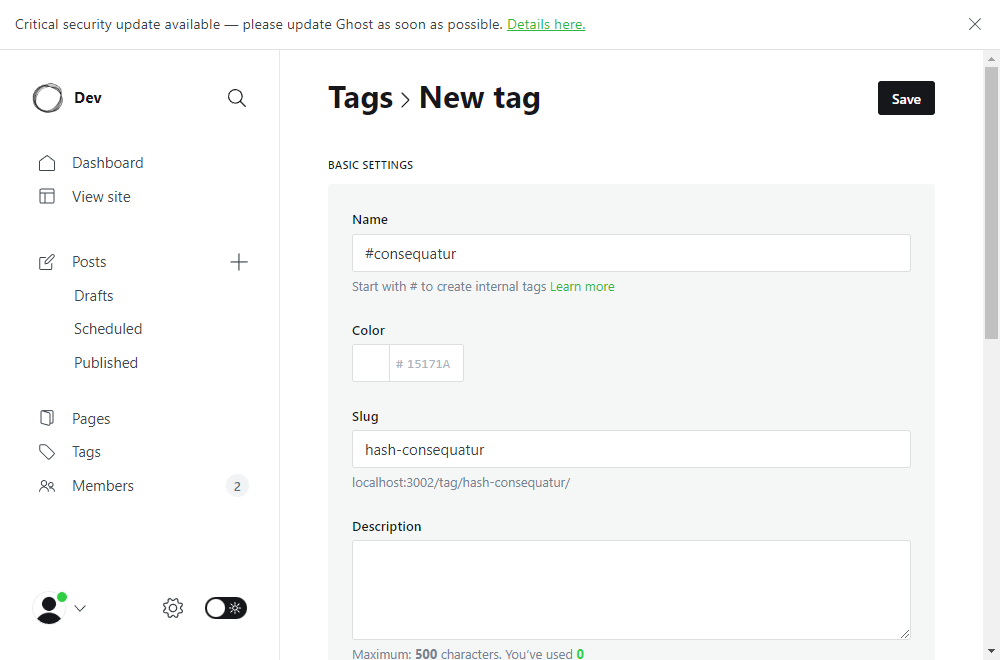 Critical security update available — please update Ghost as soon as possible. Details here.
Dev
Dashboard
View site
Posts
Drafts
Scheduled
Published
Pages
Tags
Members 2
Tags > New tag
Save
BASIC SETTINGS
Name
#consequatur
Start with # to create internal tags Learn more
Color
# 15171A
Slug
hash-consequatur
localhost:3002/tag/hash-consequatur/
Description
Maximum: 500 characters. You’ve used 0